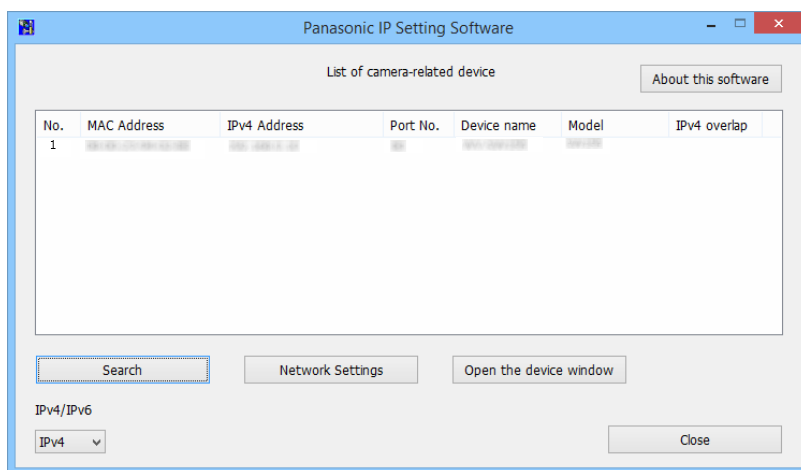 Panasonic IP Setting Software
List of camera-related device
About this software
No. MAC Address IPv4 Address Port No. Device name Model IPv4 overlap
1
Search Network Settings Open the device window
IPv4/IPv6
IPv4 Close